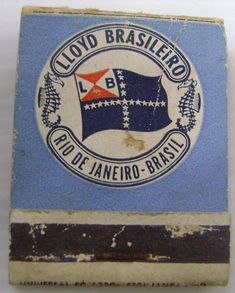 LLOYD BRASILEIRO
L B
RIO DE JANEIRO-BRASIL